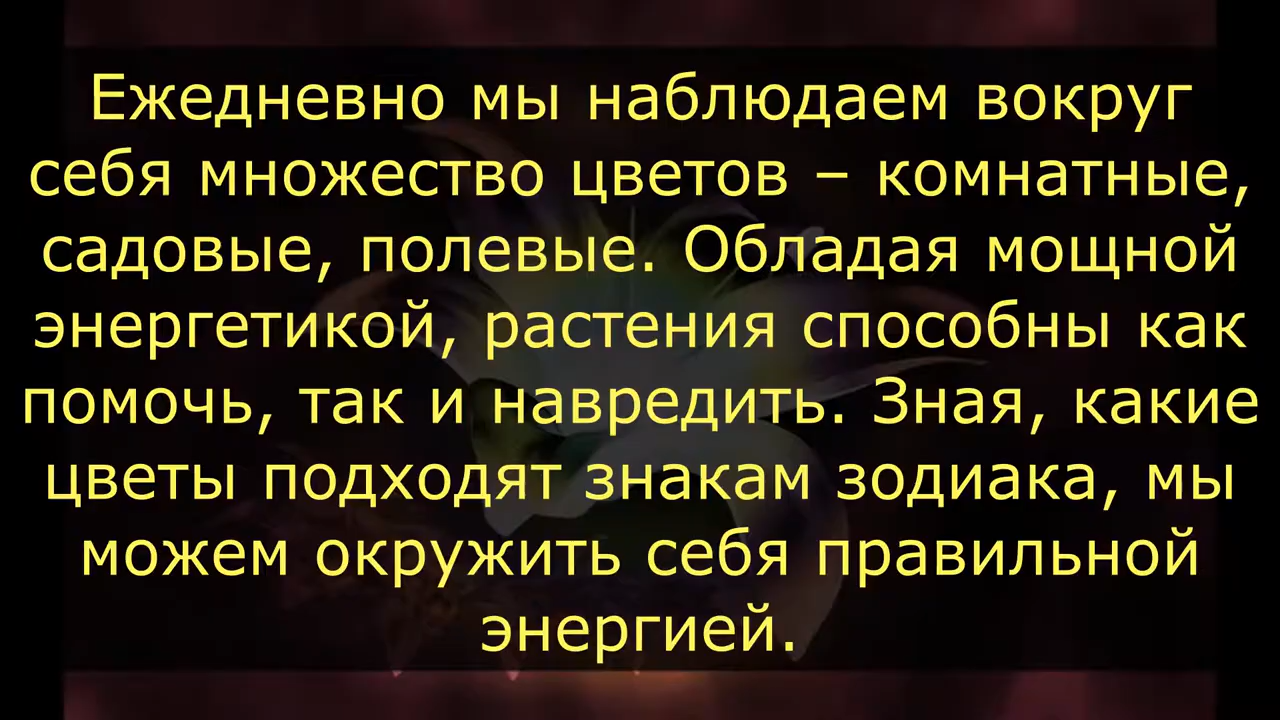 Ежедневно мы наблюдаем вокруг
себя множество цветов – комнатные,
садовые, полевые. Обладая мощной
энергетикой, растения способны как
помочь, так и навредить. Зная, какие
цветы подходят знакам зодиака, мы
можем окружить себя правильной
энергией.